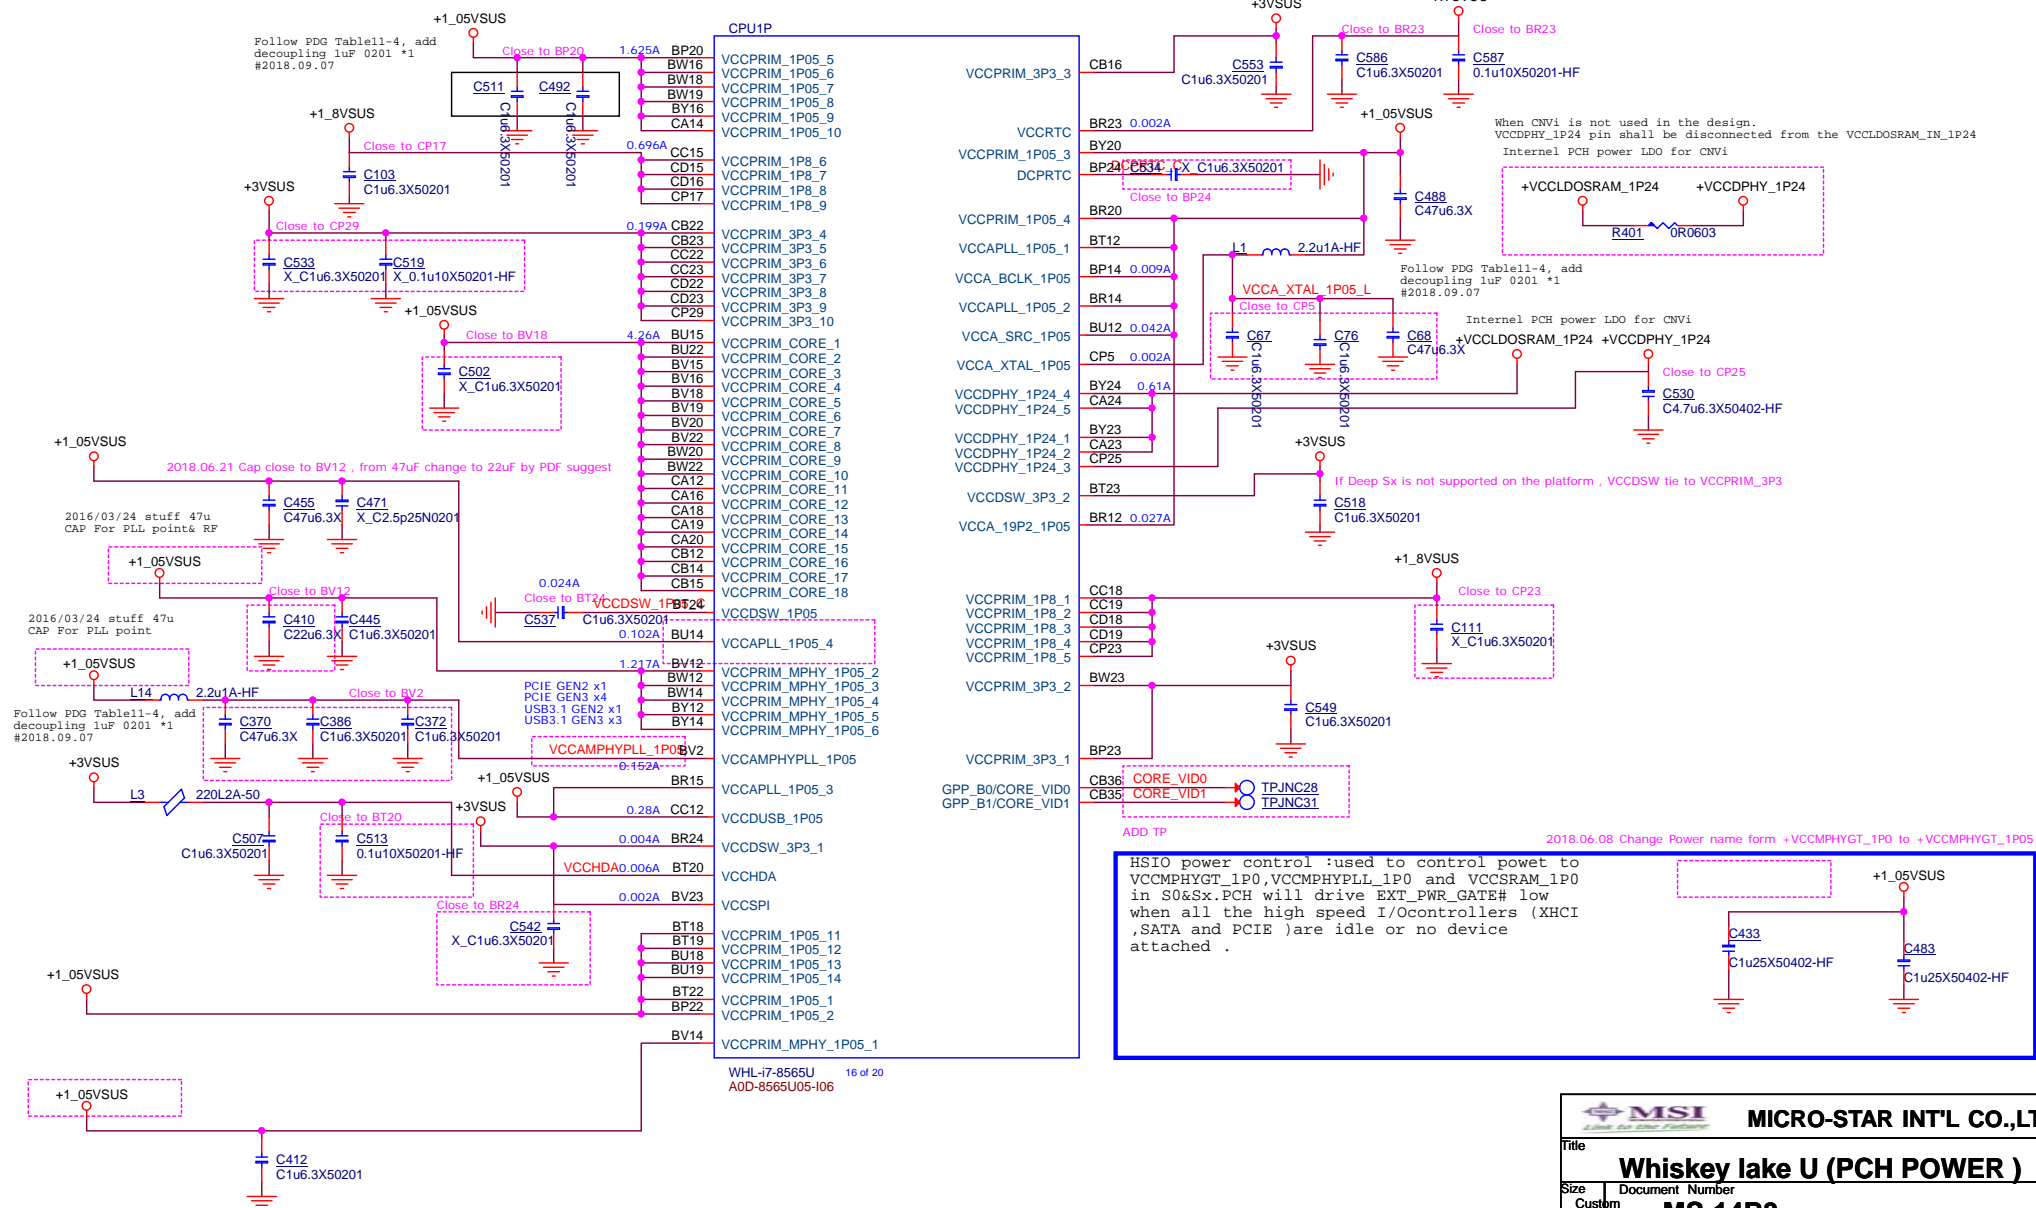 +1_05VSUS
Follow PDG Table11-4, add
decoupling 1uF 0201 *1
#2018.09.07
Close to BP20
1.625A
C511
C1u6.3X50201
C492
C1u6.3X50201
+1_8VSUS
Close to CP17
0.696A
C103
C1u6.3X50201
+3VSUS
Close to CP29
0.199A
C533
X_C1u6.3X50201
C519
X_0.1u10X50201-HF
+1_05VSUS
Close to BV18
4.26A
C502
X_C1u6.3X50201
+1_05VSUS
2018.06.21 Cap close to BV12 , from 47uF change to 22uF by PDF suggest
C455
C47u6.3X
C471
X_C2.5p25N0201
2016/03/24 stuff 47u
CAP For PLL point& RF
+1_05VSUS
Close to BV12
C410
C22u6.3X
C445
C1u6.3X50201
0.024A
Close to BT24
VCCDSW_1P05_C
C537
C1u6.3X50201
0.102A
1.217A
2016/03/24 stuff 47u
CAP For PLL point
+1_05VSUS
L14
2.2u1A-HF
Close to BV2
C370
C47u6.3X
C386
C1u6.3X50201
C372
C1u6.3X50201
Follow PDG Table11-4, add
decoupling 1uF 0201 *1
#2018.09.07
PCIE GEN2 x1
PCIE GEN3 x4
USB3.1 GEN2 x1
USB3.1 GEN3 x3
VCCAMPHYPLL_1P05
0.152A
+3VSUS
L3
220L2A-50
C507
C1u6.3X50201
Close to BT20
C513
0.1u10X50201-HF
+1_05VSUS
+3VSUS
0.28A
0.004A
VCCHDA
0.006A
0.002A
Close to BR24
C542
X_C1u6.3X50201
+1_05VSUS
+1_05VSUS
C412
C1u6.3X50201
CPU1P
BP20 VCCPRIM_1P05_5
BW16 VCCPRIM_1P05_6
BW18 VCCPRIM_1P05_7
BW19 VCCPRIM_1P05_8
BY16 VCCPRIM_1P05_9
CA14 VCCPRIM_1P05_10
CC15 VCCPRIM_1P8_6
CD15 VCCPRIM_1P8_7
CD16 VCCPRIM_1P8_8
CP17 VCCPRIM_1P8_9
CB22 VCCPRIM_3P3_4
CB23 VCCPRIM_3P3_5
CC22 VCCPRIM_3P3_6
CC23 VCCPRIM_3P3_7
CD22 VCCPRIM_3P3_8
CD23 VCCPRIM_3P3_9
CP29 VCCPRIM_3P3_10
BU15 VCCPRIM_CORE_1
BU22 VCCPRIM_CORE_2
BV15 VCCPRIM_CORE_3
BV16 VCCPRIM_CORE_4
BV18 VCCPRIM_CORE_5
BV19 VCCPRIM_CORE_6
BV20 VCCPRIM_CORE_7
BV22 VCCPRIM_CORE_8
BW20 VCCPRIM_CORE_9
BW22 VCCPRIM_CORE_10
CA12 VCCPRIM_CORE_11
CA16 VCCPRIM_CORE_12
CA18 VCCPRIM_CORE_13
CA19 VCCPRIM_CORE_14
CA20 VCCPRIM_CORE_15
CB12 VCCPRIM_CORE_16
CB14 VCCPRIM_CORE_17
CB15 VCCPRIM_CORE_18
BT24 VCCDSW_1P05
BU14 VCCAPLL_1P05_4
BV12 VCCPRIM_MPHY_1P05_2
BW12 VCCPRIM_MPHY_1P05_3
BW14 VCCPRIM_MPHY_1P05_4
BY12 VCCPRIM_MPHY_1P05_5
BY14 VCCPRIM_MPHY_1P05_6
BV2 VCCAMPHYPLL_1P05
BR15 VCCAPLL_1P05_3
CC12 VCCDUSB_1P05
BR24 VCCDSW_3P3_1
BT20 VCCHDA
BV23 VCCSPI
BT18 VCCPRIM_1P05_11
BT19 VCCPRIM_1P05_12
BU18 VCCPRIM_1P05_13
BU19 VCCPRIM_1P05_14
BT22 VCCPRIM_1P05_1
BP22 VCCPRIM_1P05_2
BV14 VCCPRIM_MPHY_1P05_1
WHL-i7-8565U
16 of 20
A0D-8565U05-I06
VCCPRIM_3P3_3 CB16
VCCRTC BR23 0.002A
VCCPRIM_1P05_3 BY20
DCPRTC BP24
VCCPRIM_1P05_4 BR20
VCCAPLL_1P05_1 BT12
VCCA_BCLK_1P05 BP14 0.009A
VCCAPLL_1P05_2 BR14
VCCA_SRC_1P05 BU12 0.042A
VCCA_XTAL_1P05 CP5 0.002A
VCCDPHY_1P24_4 BY24 0.61A
VCCDPHY_1P24_5 CA24
VCCDPHY_1P24_1 BY23
VCCDPHY_1P24_2 CA23
VCCDPHY_1P24_3 CP25
VCCDSW_3P3_2 BT23
VCCA_19P2_1P05 BR12 0.027A
VCCPRIM_1P8_1 CC18
VCCPRIM_1P8_2 CC19
VCCPRIM_1P8_3 CD18
VCCPRIM_1P8_4 CD19
VCCPRIM_1P8_5 CP23
VCCPRIM_3P3_2 BW23
VCCPRIM_3P3_1 BP23
GPP_B0/CORE_VID0 CB36 CORE_VID0 TPJNC28
GPP_B1/CORE_VID1 CB35 CORE_VID1 TPJNC31
ADD TP
+3VSUS
C553
C1u6.3X50201
Close to BR23
C586
C1u6.3X50201
Close to BR23
C587
0.1u10X50201-HF
+1_05VSUS
C534
X_C1u6.3X50201
Close to BP24
C488
C47u6.3X
L1
2.2u1A-HF
VCCA_XTAL_1P05_L
Close to CP5
C67
C1u6.3X50201
C76
C1u6.3X50201
C68
C47u6.3X
Follow PDG Table11-4, add
decoupling 1uF 0201 *1
#2018.09.07
When CNVi is not used in the design.
VCCDPHY_1P24 pin shall be disconnected from the VCCLDOSRAM_IN_1P24
Internel PCH power LDO for CNVi
+VCCLDOSRAM_1P24
+VCCDPHY_1P24
R401
0R0603
Internel PCH power LDO for CNVi
+VCCLDOSRAM_1P24
+VCCDPHY_1P24
Close to CP25
C530
C4.7u6.3X50402-HF
+3VSUS
If Deep Sx is not supported on the platform , VCCDSW tie to VCCPRIM_3P3
C518
C1u6.3X50201
+1_8VSUS
Close to CP23
C111
X_C1u6.3X50201
+3VSUS
C549
C1u6.3X50201
2018.06.08 Change Power name form +VCCMPHYGT_1P0 to +VCCMPHYGT_1P05
HSIO power control :used to control powet to
VCCMPHYGT_1P0,VCCMPHYPLL_1P0 and VCCSRAM_1P0
in S0&Sx.PCH will drive EXT_PWR_GATE# low
when all the high speed I/Ocontrollers (XHCI
,SATA and PCIE )are idle or no device
attached .
+1_05VSUS
C433
C1u25X50402-HF
C483
C1u25X50402-HF
MSI
Link to the Future
MICRO-STAR INT'L CO.,LT
Title
Whiskey lake U (PCH POWER )
Size
Custom
Document Number